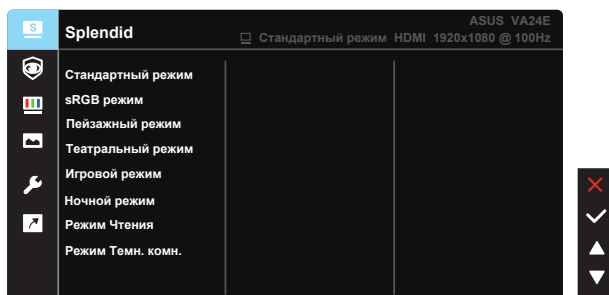 S
Splendid
ASUS VA24E
Стандартный режим HDMI 1920x1080 @ 100Hz
Стандартный режим
sRGB режим
Пейзажный режим
Театральный режим
Игровой режим
Ночной режим
Режим Чтения
Режим Темн. комн.